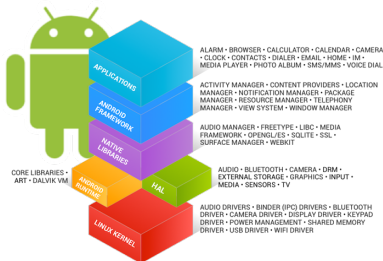 APPLICATIONS
ALARM • BROWSER • CALCULATOR • CALENDAR • CAMERA
• CLOCK • CONTACTS • DIALER • EMAIL • HOME • IM •
MEDIA PLAYER • PHOTO ALBUM • SMS/MMS • VOICE DIAL
ANDROID
FRAMEWORK
ACTIVITY MANAGER • CONTENT PROVIDERS • LOCATION
MANAGER • NOTIFICATION MANAGER • PACKAGE
MANAGER • RESOURCE MANAGER • TELEPHONY
MANAGER • VIEW SYSTEM • WINDOW MANAGER
NATIVE
LIBRARIES
AUDIO MANAGER • FREETYPE • LIBC • MEDIA
FRAMEWORK • OPENGL/ES • SQLITE • SSL •
SURFACE MANAGER • WEBKIT
CORE LIBRARIES •
ART • DALVIK VM
ANDROID
RUNTIME
HAL
AUDIO • BLUETOOTH • CAMERA • DRM •
EXTERNAL STORAGE • GRAPHICS • INPUT •
MEDIA • SENSORS • TV
LINUX KERNEL
AUDIO DRIVERS • BINDER (IPC) DRIVERS • BLUETOOTH
DRIVER • CAMERA DRIVER • DISPLAY DRIVER • KEYPAD
DRIVER • POWER MANAGEMENT • SHARED MEMORY
DRIVER • USB DRIVER • WIFI DRIVER